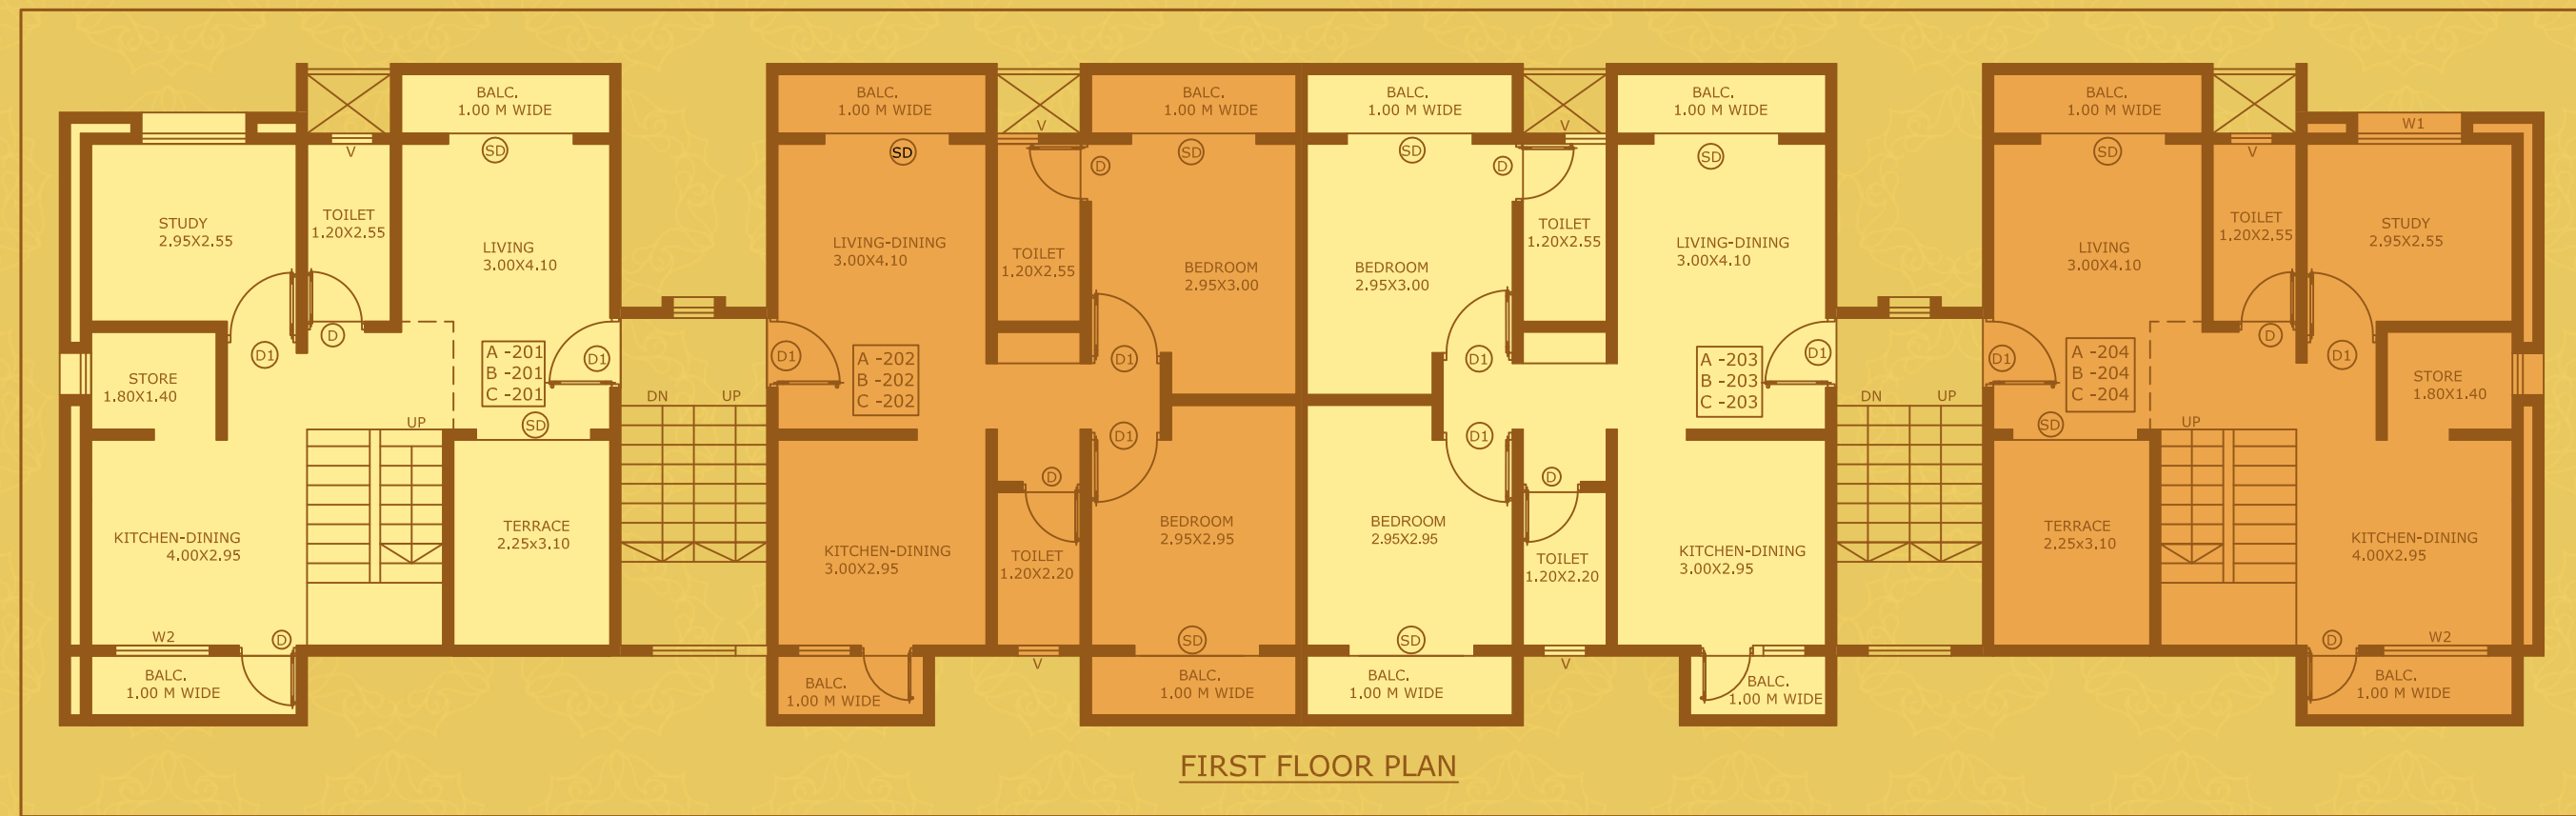 BALC.
1.00 M WIDE
SD
V
STUDY
2.95X2.55
TOILET
1.20X2.55
LIVING
3.00X4.10
D
D1
D1
A -201
B -201
C -201
STORE
1.80X1.40
UP
SD
KITCHEN-DINING
4.00X2.95
TERRACE
2.25x3.10
W2
D
BALC.
1.00 M WIDE
DN
UP
BALC.
1.00 M WIDE
SD
V
BALC.
1.00 M WIDE
D
SD
LIVING-DINING
3.00X4.10
TOILET
1.20X2.55
BEDROOM
2.95X3.00
D1
A -202
B -202
C -202
D1
D1
D
KITCHEN-DINING
3.00X2.95
TOILET
1.20X2.20
BEDROOM
2.95X2.95
SD
V
BALC.
1.00 M WIDE
BALC.
1.00 M WIDE
BALC.
1.00 M WIDE
SD
D
V
BALC.
1.00 M WIDE
SD
BEDROOM
2.95X3.00
TOILET
1.20X2.55
LIVING-DINING
3.00X4.10
D1
A -203
B -203
C -203
D1
D1
D
BEDROOM
2.95X2.95
TOILET
1.20X2.20
KITCHEN-DINING
3.00X2.95
SD
V
BALC.
1.00 M WIDE
BALC.
1.00 M WIDE
DN
UP
BALC.
1.00 M WIDE
SD
V
W1
LIVING
3.00X4.10
TOILET
1.20X2.55
STUDY
2.95X2.55
D1
A -204
B -204
C -204
D
D1
STORE
1.80X1.40
SD
UP
TERRACE
2.25x3.10
KITCHEN-DINING
4.00X2.95
D
W2
BALC.
1.00 M WIDE
FIRST FLOOR PLAN